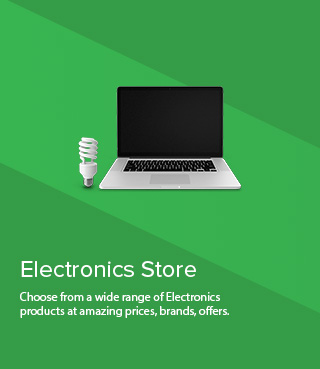 Electronics Store
Choose from a wide range of Electronics
products at amazing prices, brands, offers.